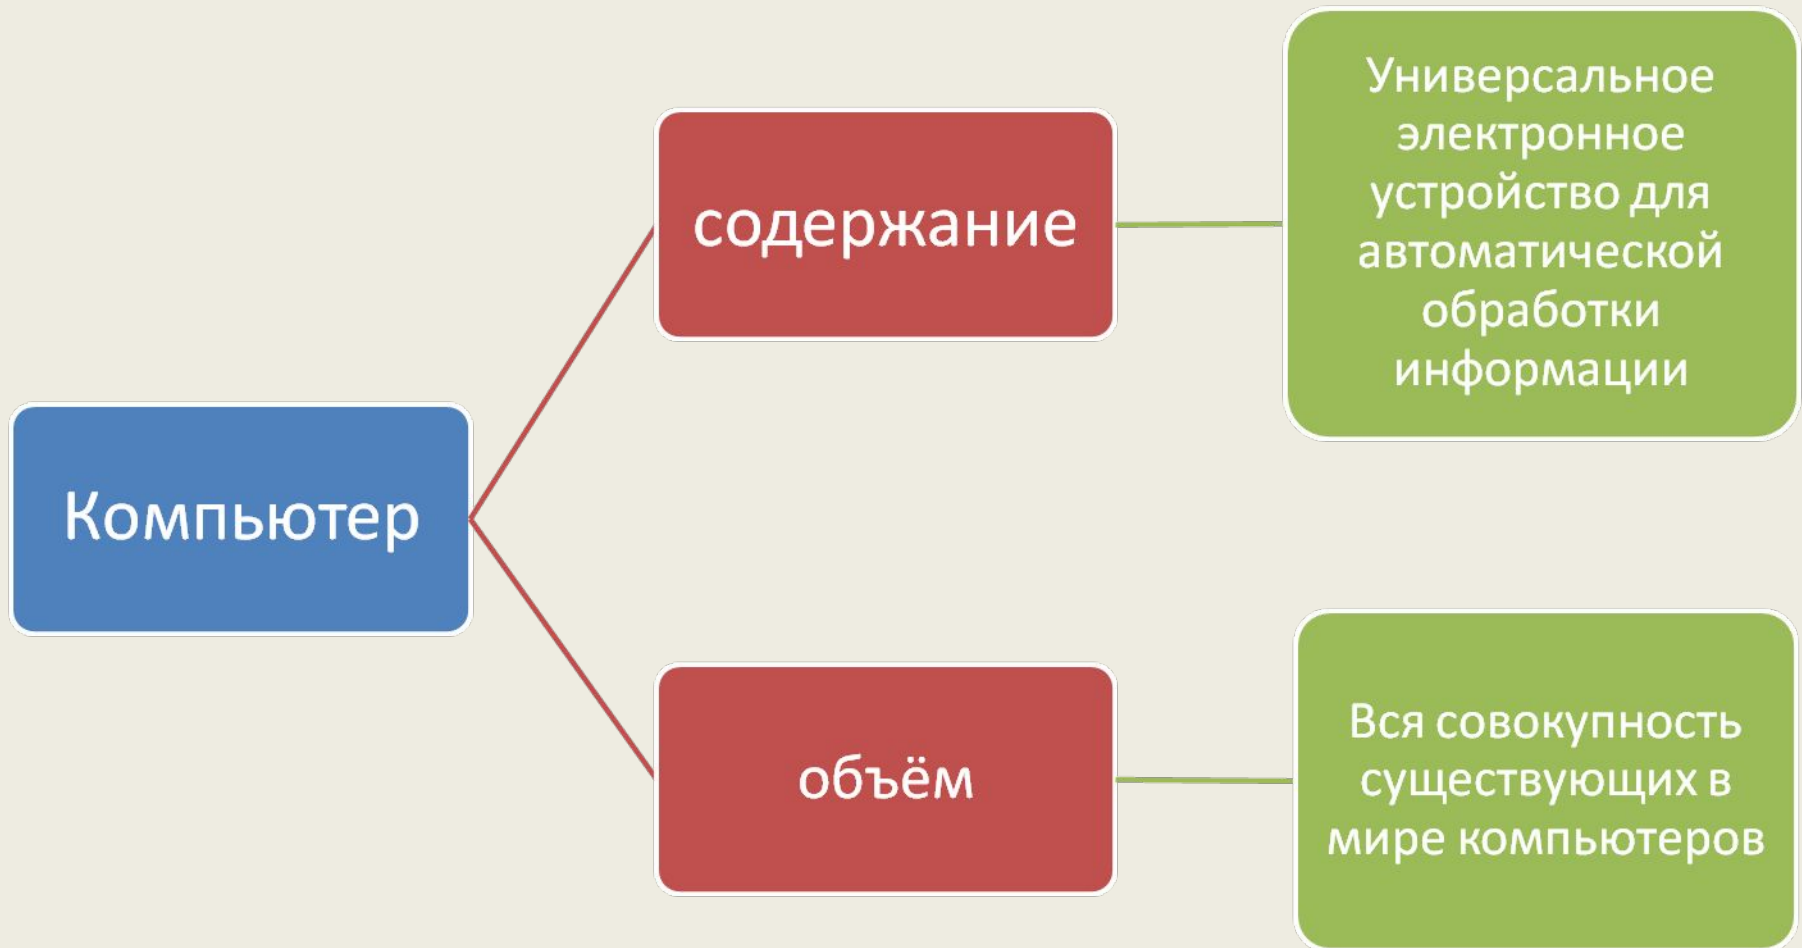 Компьютер
содержание
Универсальное
электронное
устройство для
автоматической
обработки
информации
объём
Вся совокупность
существующих в
мире компьютеров